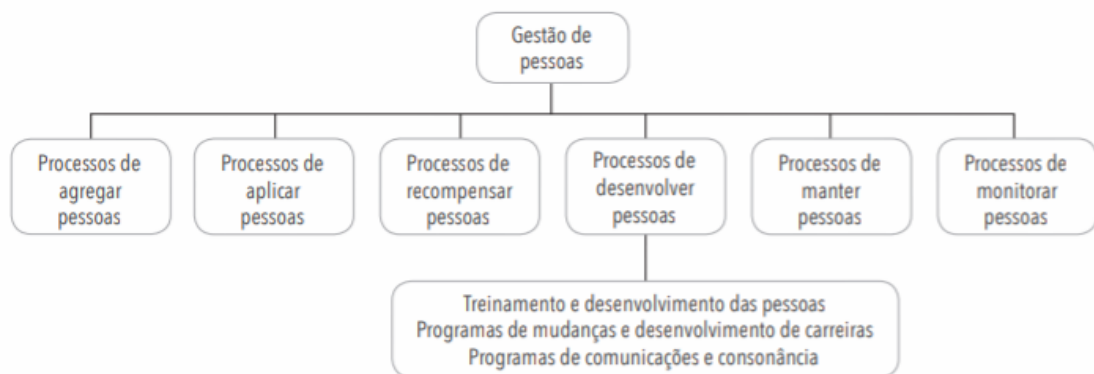 Gestão de
pessoas
Processos de
agregar
pessoas
Processos de
aplicar
pessoas
Processos de
recompensar
pessoas
Processos de
desenvolver
pessoas
Processos de
manter
pessoas
Processos de
monitorar
pessoas
Treinamento e desenvolvimento das pessoas
Programas de mudanças e desenvolvimento de carreiras
Programas de comunicações e consonância